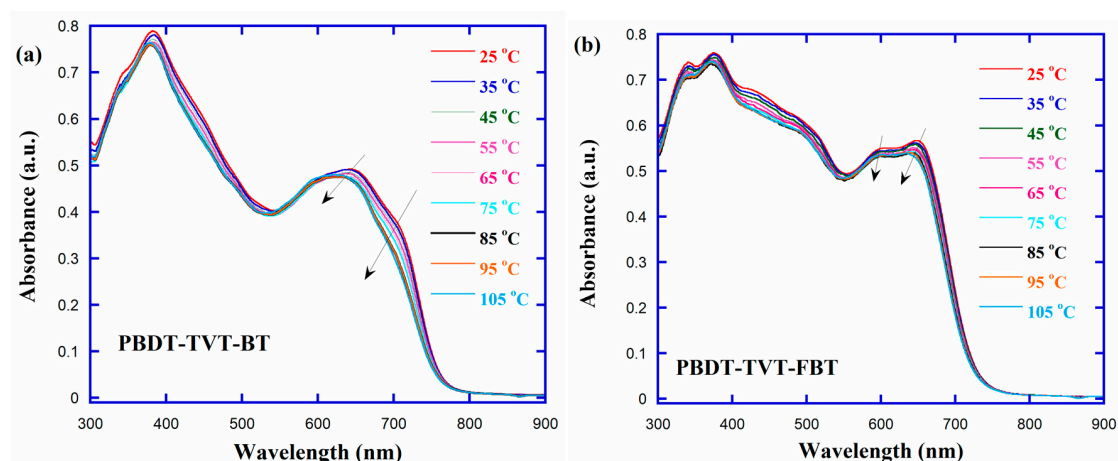 (a)
0.8
0.7
0.6
0.5
0.4
0.3
0.2
0.1
0
Absorbance (a.u.)
25 °C
35 °C
45 °C
55 °C
65 °C
75 °C
85 °C
95 °C
105 °C
PBDT-TVT-BT
300 400 500 600 700 800 900
Wavelength (nm)
(b)
0.8
0.7
0.6
0.5
0.4
0.3
0.2
0.1
0
Absorbance (a.u.)
25 °C
35 °C
45 °C
55 °C
65 °C
75 °C
85 °C
95 °C
105 °C
PBDT-TVT-FBT
300 400 500 600 700 800 900
Wavelength (nm)